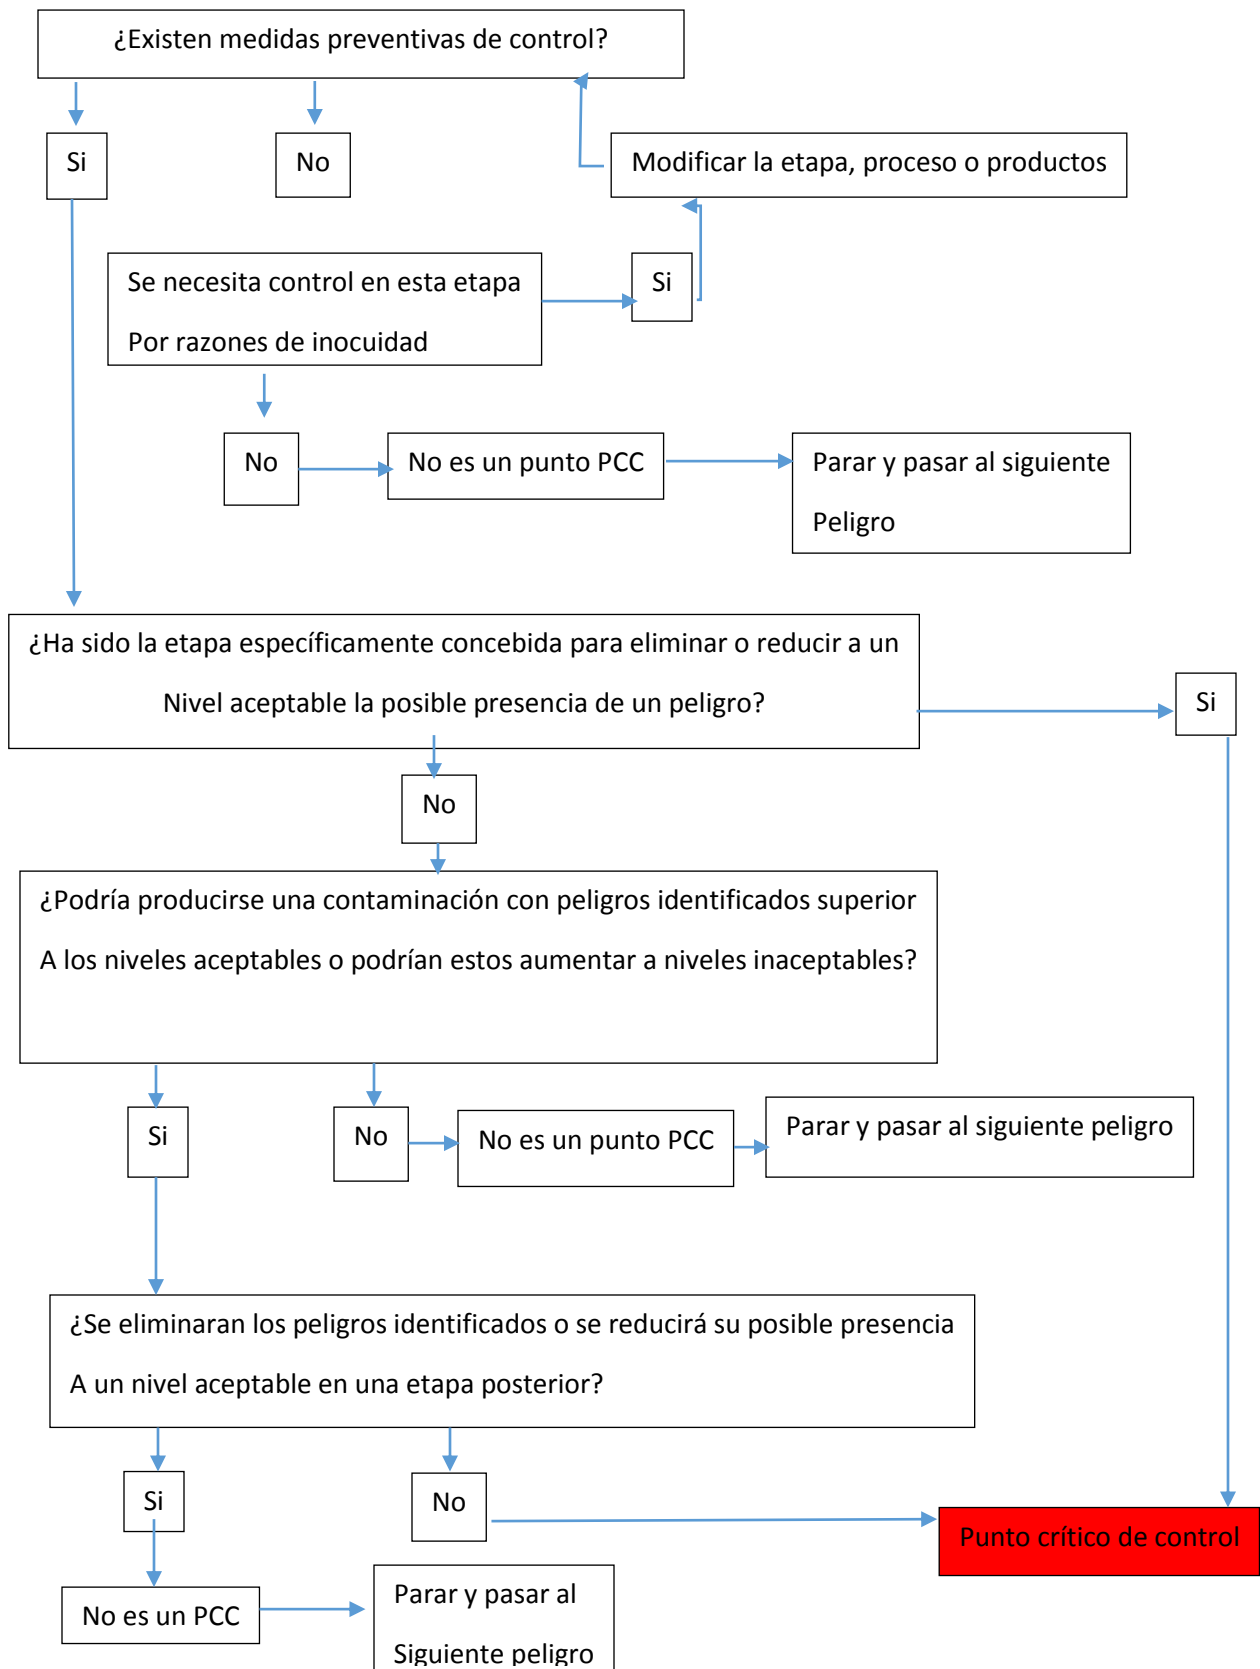 ¿Existen medidas preventivas de control?
Si
No
Modificar la etapa, proceso o productos
Se necesita control en esta etapa
Por razones de inocuidad
Si
No
No es un punto PCC
Parar y pasar al siguiente
Peligro
¿Ha sido la etapa específicamente concebida para eliminar o reducir a un
Nivel aceptable la posible presencia de un peligro?
Si
No
¿Podría producirse una contaminación con peligros identificados superior
A los niveles aceptables o podrían estos aumentar a niveles inaceptables?
Si
No
No es un punto PCC
Parar y pasar al siguiente peligro
¿Se eliminaran los peligros identificados o se reducirá su posible presencia
A un nivel aceptable en una etapa posterior?
Si
No
Punto crítico de control
No es un PCC
Parar y pasar al
Siguiente peligro